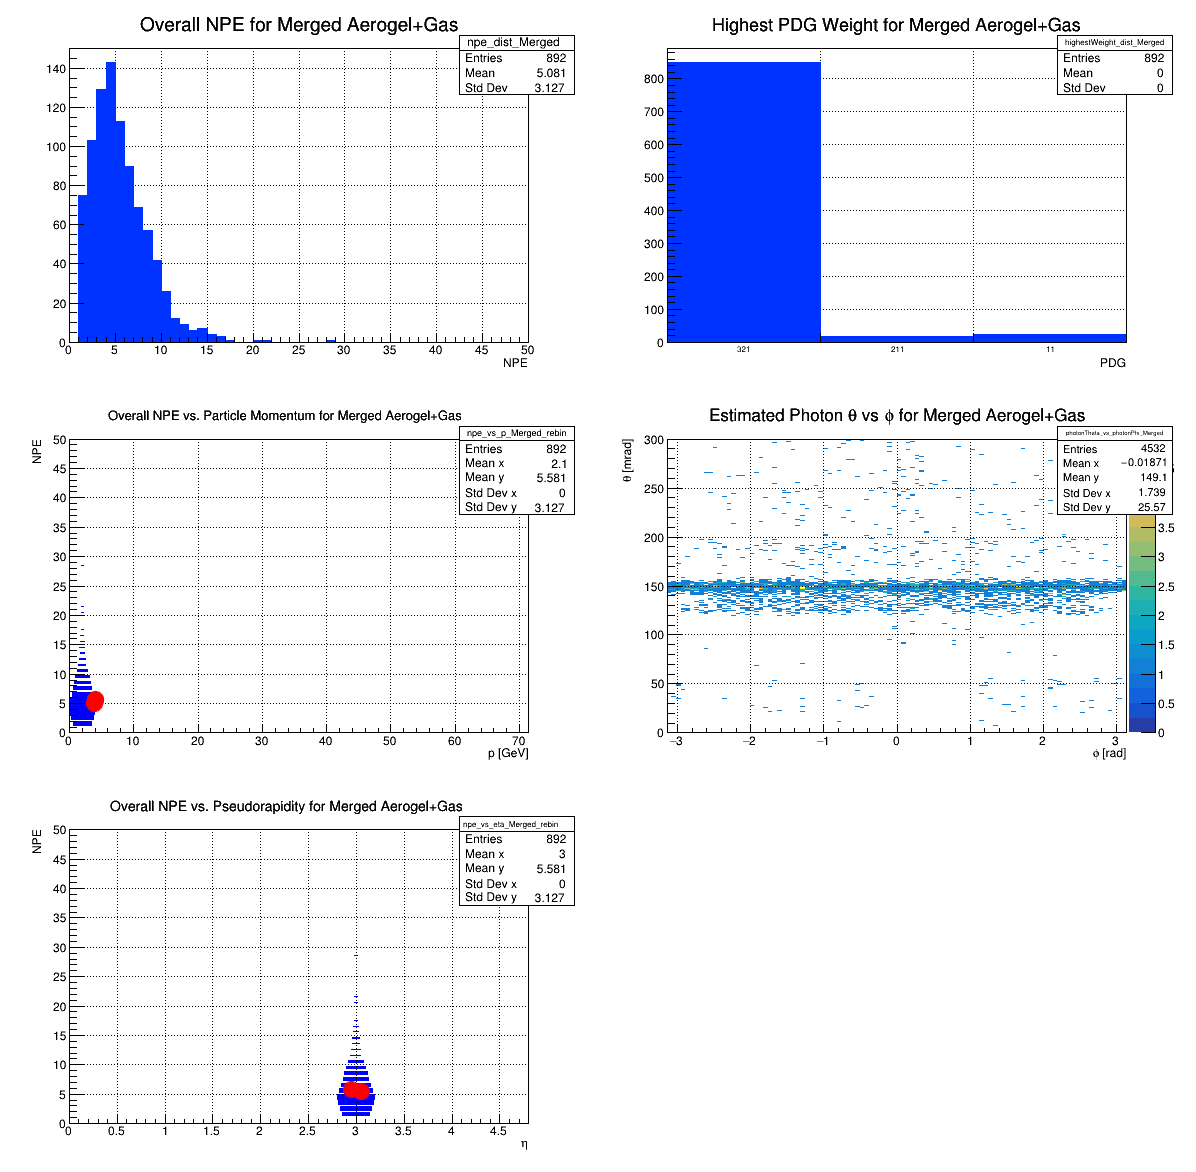 Overall NPE for Merged Aerogel+Gas
npe_dist_Merged
Entries 892
Mean 5.081
Std Dev 3.127
140
120
100
80
60
40
20
0
0 5 10 15 20 25 30 35 40 45 50
NPE
Highest PDG Weight for Merged Aerogel+Gas
highestWeight_dist_Merged
Entries 892
Mean 0
Std Dev 0
800
700
600
500
400
300
200
100
0
321 211 11
PDG
Overall NPE vs. Particle Momentum for Merged Aerogel+Gas
npe_vs_p_Merged_rebin
Entries 892
Mean x 2.1
Mean y 5.581
Std Dev x 0
Std Dev y 3.127
NPE
50
45
40
35
30
25
20
15
10
5
0
0 10 20 30 40 50 60 70
p [GeV]
Estimated Photon θ vs ϕ for Merged Aerogel+Gas
photonTheta_vs_photonPhi_Merged
Entries 4532
Mean x −0.01871
Mean y 149.1
Std Dev x 1.739
Std Dev y 25.57
θ [mrad]
300
250
200
150
100
50
0
−3 −2 −1 0 1 2 3
ϕ [rad]
3.5
3
2.5
2
1.5
1
0.5
0
Overall NPE vs. Pseudorapidity for Merged Aerogel+Gas
npe_vs_eta_Merged_rebin
Entries 892
Mean x 3
Mean y 5.581
Std Dev x 0
Std Dev y 3.127
NPE
50
45
40
35
30
25
20
15
10
5
0
0 0.5 1 1.5 2 2.5 3 3.5 4 4.5
η